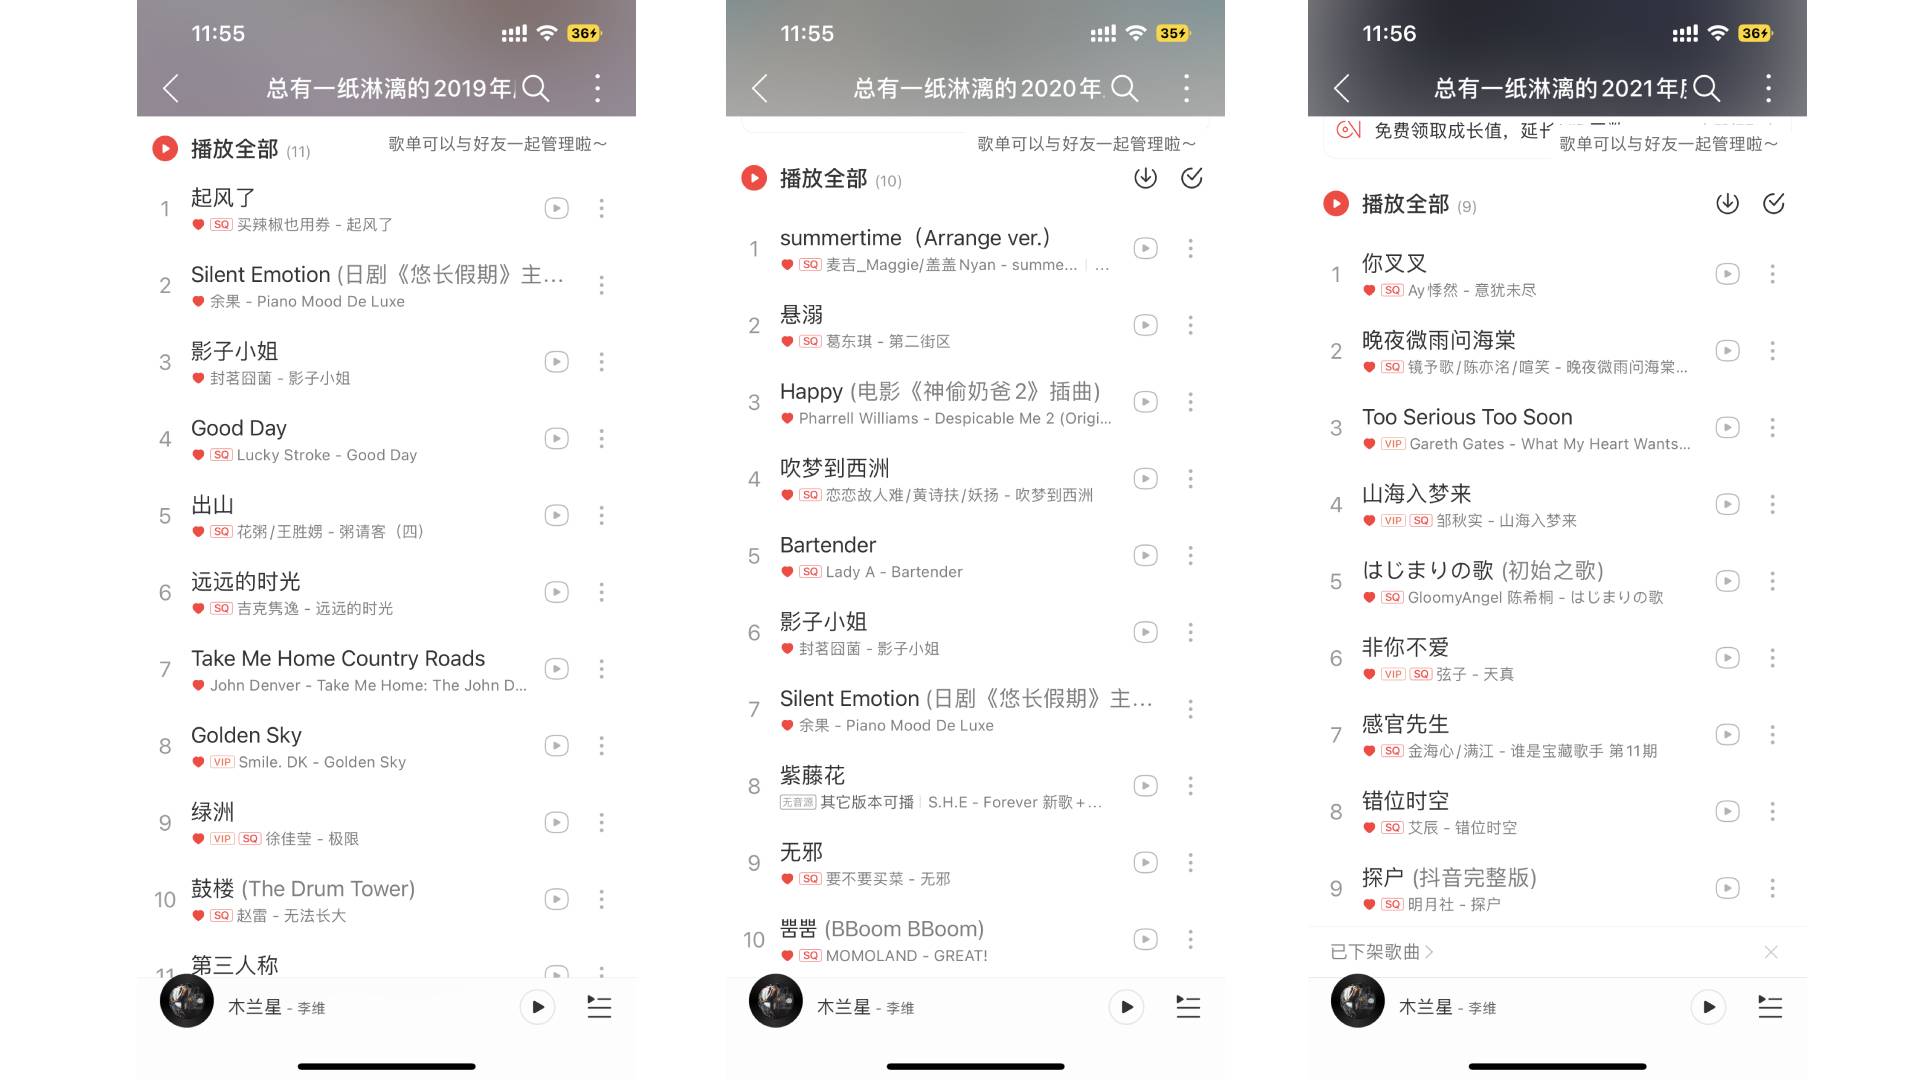 11:55
36
总有一纸淋漓的2019年
播放全部 (11)
歌单可以与好友一起管理啦~
1
起风了
SQ 买辣椒也用券 - 起风了
2
Silent Emotion (日剧《悠长假期》主...
余果 - Piano Mood De Luxe
3
影子小姐
封茗囧菌 - 影子小姐
4
Good Day
SQ Lucky Stroke - Good Day
5
出山
SQ 花粥/王胜娚 - 粥请客（四）
6
远远的时光
SQ 吉克隽逸 - 远远的时光
7
Take Me Home Country Roads
John Denver - Take Me Home: The John D...
8
Golden Sky
VIP Smile. DK - Golden Sky
9
绿洲
VIP SQ 徐佳莹 - 极限
10
鼓楼 (The Drum Tower)
SQ 赵雷 - 无法长大
11
第三人称
木兰星 - 李维
11:55
35
总有一纸淋漓的2020年
歌单可以与好友一起管理啦~
播放全部 (10)
1
summertime（Arrange ver.）
SQ 麦吉_Maggie/盖盖Nyan - summe... | ...
2
悬溺
SQ 葛东琪 - 第二街区
3
Happy (电影《神偷奶爸2》插曲)
Pharrell Williams - Despicable Me 2 (Origi...
4
吹梦到西洲
SQ 恋恋故人难/黄诗扶/妖扬 - 吹梦到西洲
5
Bartender
SQ Lady A - Bartender
6
影子小姐
封茗囧菌 - 影子小姐
7
Silent Emotion (日剧《悠长假期》主...
余果 - Piano Mood De Luxe
8
紫藤花
无音源 其它版本可播 | S.H.E - Forever 新歌+...
9
无邪
SQ 要不要买菜 - 无邪
10
뿜뿜 (BBoom BBoom)
SQ MOMOLAND - GREAT!
木兰星 - 李维
11:56
36
总有一纸淋漓的2021年
免费领取成长值，延长
歌单可以与好友一起管理啦~
播放全部 (9)
1
你叉叉
SQ Ay悸然 - 意犹未尽
2
晚夜微雨问海棠
SQ 镜予歌/陈亦洺/喧笑 - 晚夜微雨问海棠...
3
Too Serious Too Soon
VIP Gareth Gates - What My Heart Wants...
4
山海入梦来
VIP SQ 邹秋实 - 山海入梦来
5
はじまりの歌 (初始之歌)
SQ GloomyAngel 陈希桐 - はじまりの歌
6
非你不爱
VIP SQ 弦子 - 天真
7
感官先生
SQ 金海心/满江 - 谁是宝藏歌手 第11期
8
错位时空
SQ 艾辰 - 错位时空
9
探户 (抖音完整版)
SQ 明月社 - 探户
已下架歌曲
木兰星 - 李维